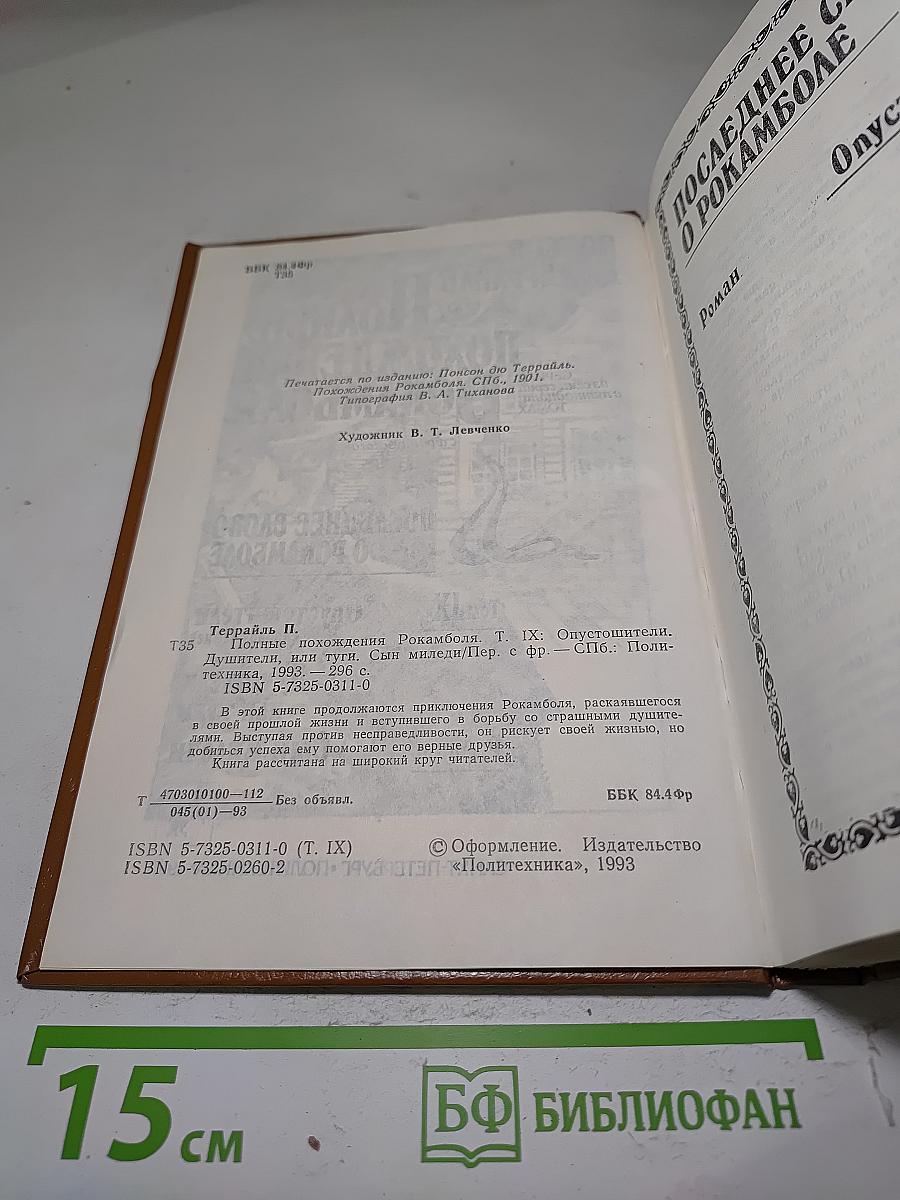 ББК 84.4Фр
Т35
Печатается по изданию: Понсон дю Террайль.
Похождения Рокамболя. СПб., 1901.
Типография В. А. Тиханова
Художник В. Т. Левченко
Террайль П.
Т35 Полные похождения Рокамболя. Т. IX: Опустошители.
Душители, или туги. Сын миледи/Пер. с фр. — СПб.: Поли-
техника, 1993. — 296 с.
ISBN 5-7325-0311-0
В этой книге продолжаются приключения Рокамболя, раскаявшегося
в своей прошлой жизни и вступившего в борьбу со страшными душите-
лями. Выступая против несправедливости, он рискует своей жизнью, но
добиться успеха ему помогают его верные друзья.
Книга рассчитана на широкий круг читателей.
Т 4703010100—112
045(01)—93 Без объявл.
ББК 84.4Фр
ISBN 5-7325-0311-0 (Т. IX)
ISBN 5-7325-0260-2
© Оформление. Издательство
«Политехника», 1993
ПОСЛЕДНЕЕ
О РОКАМБОЛЕ
Роман
15 см
БФ БИБЛИОФАН